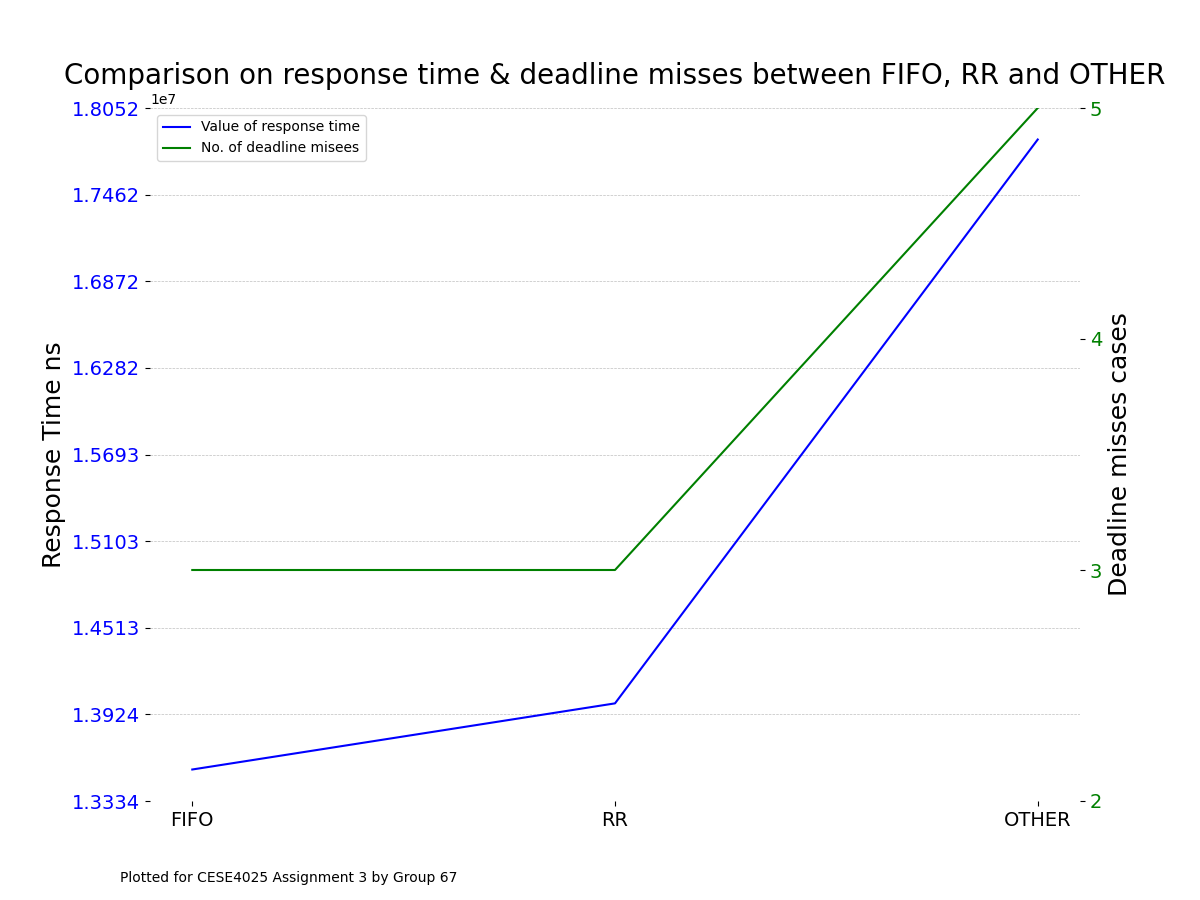 Comparison on response time & deadline misses between FIFO, RR and OTHER
1e7
Value of response time
No. of deadline misees
1.8052
1.7462
1.6872
1.6282
1.5693
1.5103
1.4513
1.3924
1.3334
Response Time ns
5
4
3
2
Deadline misses cases
FIFO
RR
OTHER
Plotted for CESE4025 Assignment 3 by Group 67